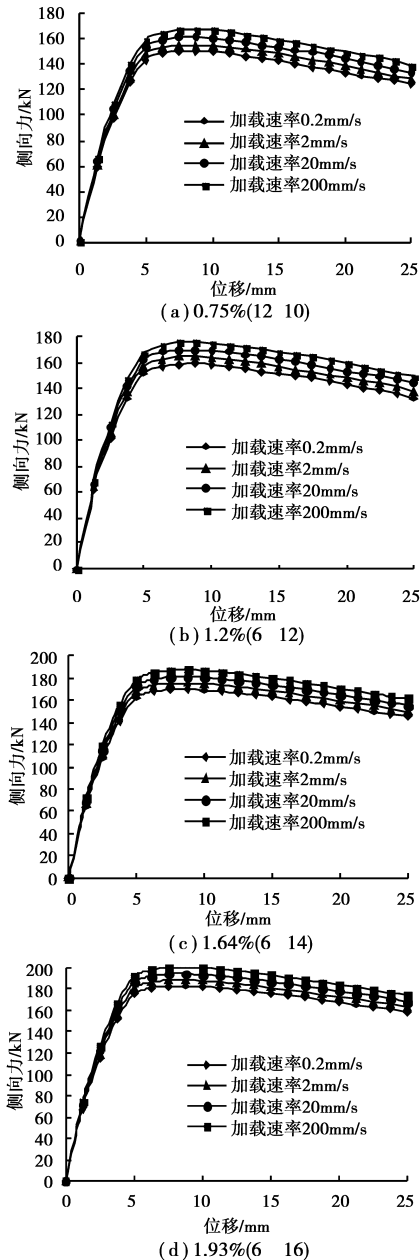 180
160
140
120
100
80
60
40
20
0
侧向力/kN
加载速率0.2mm/s
加载速率2mm/s
加载速率20mm/s
加载速率200mm/s
0 5 10 15 20 25
位移/mm
(a)0.75%(12 10)
180
160
140
120
100
80
60
40
20
0
侧向力/kN
加载速率0.2mm/s
加载速率2mm/s
加载速率20mm/s
加载速率200mm/s
0 5 10 15 20 25
位移/mm
(b)1.2%(6 12)
200
180
160
140
120
100
80
60
40
20
0
侧向力/kN
加载速率0.2mm/s
加载速率2mm/s
加载速率20mm/s
加载速率200mm/s
0 5 10 15 20 25
位移/mm
(c)1.64%(6 14)
200
180
160
140
120
100
80
60
40
20
0
侧向力/kN
加载速率0.2mm/s
加载速率2mm/s
加载速率20mm/s
加载速率200mm/s
0 5 10 15 20 25
位移/mm
(d)1.93%(6 16)